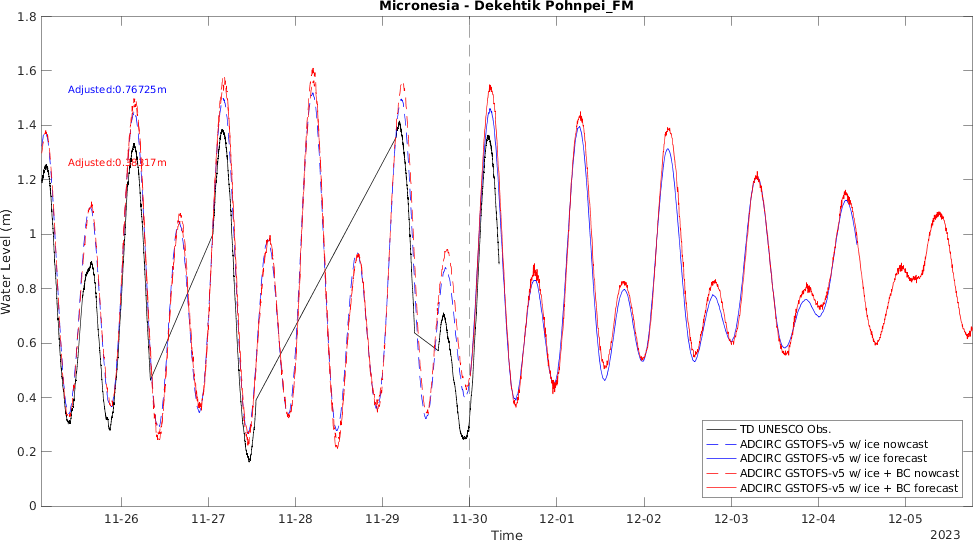 Micronesia - Dekehtik Pohnpei_FM
1.8
1.6
1.4
1.2
1
0.8
0.6
0.4
0.2
0
Water Level (m)
Adjusted:0.76725m
11-26
11-27
11-28
11-29
11-30
12-01
12-02
12-03
12-04
12-05
Time
2023
TD UNESCO Obs.
ADCIRC GSTOFS-v5 w/ ice nowcast
ADCIRC GSTOFS-v5 w/ ice forecast
ADCIRC GSTOFS-v5 w/ ice + BC nowcast
ADCIRC GSTOFS-v5 w/ ice + BC forecast